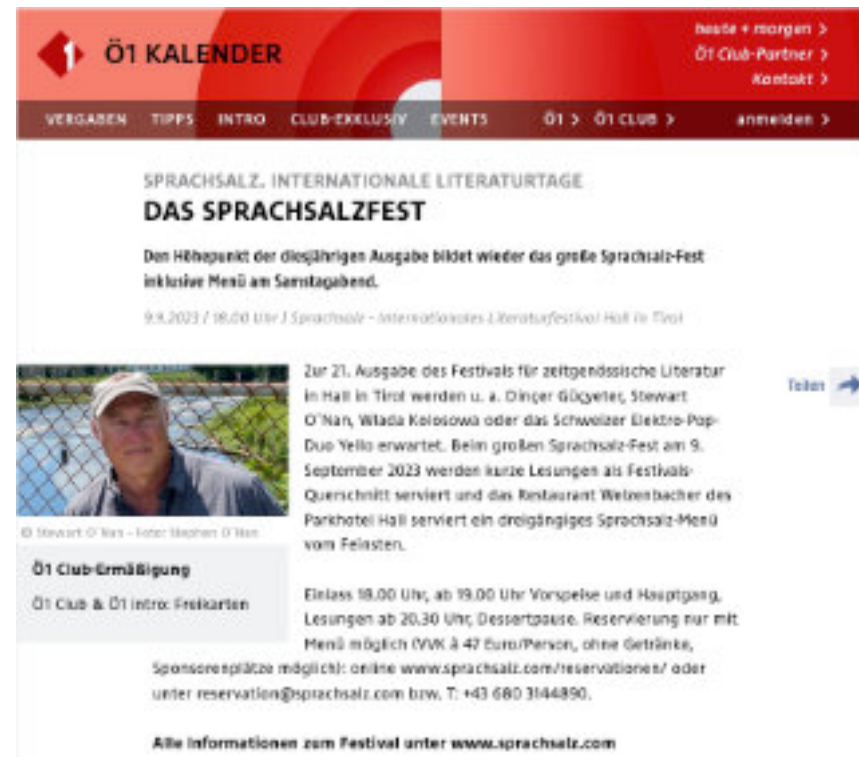 heute + morgen >
Ö1 Club-Partner >
Kontakt >
1 Ö1 KALENDER
VERGABEN TIPPS INTRO CLUB-EXKLUSIV EVENTS Ö1 > Ö1 CLUB > anmelden >
SPRACHSALZ. INTERNATIONALE LITERATURTAGE
DAS SPRACHSALZFEST
Den Höhepunkt der diesjährigen Ausgabe bildet wieder das große Sprachsalz-Fest
inklusive Menü am Samstagabend.
9.9.2023 / 18.00 Uhr / Sprachsalz - Internationales Literaturfestival Hall in Tirol
Zur 21. Ausgabe des Festivals für zeitgenössische Literatur
in Hall in Tirol werden u. a. Dinçer Güçyeter, Stewart
O`Nan, Wlada Kolosowa oder das Schweizer Elektro-Pop-
Duo Yello erwartet. Beim großen Sprachsalz-Fest am 9.
September 2023 werden kurze Lesungen als Festivals-
Querschnitt serviert und das Restaurant Welzenbacher des
Parkhotel Hall serviert ein dreigängiges Sprachsalz-Menü
vom Feinsten.
Teilen
© Stewart O`Nan - Foto: Stephen O`Nan
Ö1 Club-Ermäßigung
Ö1 Club & Ö1 intro: Freikarten
Einlass 18.00 Uhr, ab 19.00 Uhr Vorspeise und Hauptgang,
Lesungen ab 20.30 Uhr, Dessertpause. Reservierung nur mit
Menü möglich (VVK à 47 Euro/Person, ohne Getränke,
Sponsorenplätze möglich): online www.sprachsalz.com/reservationen/ oder
unter reservation@sprachsalz.com bzw. T: +43 680 3144890.
Alle Informationen zum Festival unter www.sprachsalz.com